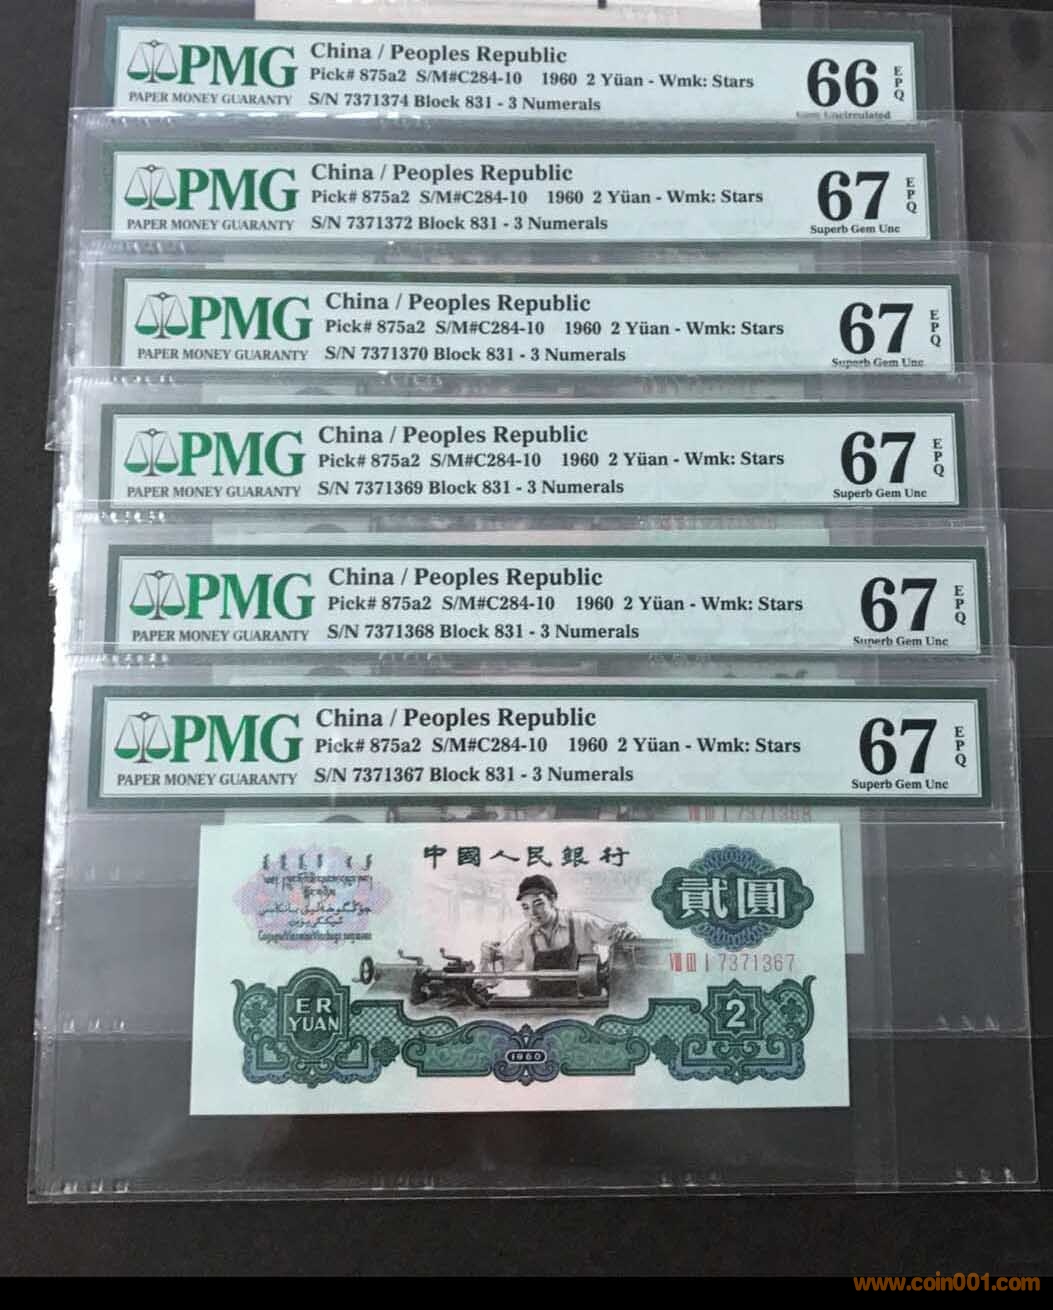 PMG
PAPER MONEY GUARANTY
China / Peoples Republic
Pick# 875a2 S/M#C284-10 1960 2 Yüan - Wmk: Stars
S/N 7371374 Block 831 - 3 Numerals
66 EPQ
Gem Uncirculated
PMG
PAPER MONEY GUARANTY
China / Peoples Republic
Pick# 875a2 S/M#C284-10 1960 2 Yüan - Wmk: Stars
S/N 7371372 Block 831 - 3 Numerals
67 EPQ
Superb Gem Unc
PMG
PAPER MONEY GUARANTY
China / Peoples Republic
Pick# 875a2 S/M#C284-10 1960 2 Yüan - Wmk: Stars
S/N 7371370 Block 831 - 3 Numerals
67 EPQ
Superb Gem Unc
PMG
PAPER MONEY GUARANTY
China / Peoples Republic
Pick# 875a2 S/M#C284-10 1960 2 Yüan - Wmk: Stars
S/N 7371369 Block 831 - 3 Numerals
67 EPQ
Superb Gem Unc
PMG
PAPER MONEY GUARANTY
China / Peoples Republic
Pick# 875a2 S/M#C284-10 1960 2 Yüan - Wmk: Stars
S/N 7371368 Block 831 - 3 Numerals
67 EPQ
Superb Gem Unc
PMG
PAPER MONEY GUARANTY
China / Peoples Republic
Pick# 875a2 S/M#C284-10 1960 2 Yüan - Wmk: Stars
S/N 7371367 Block 831 - 3 Numerals
67 EPQ
Superb Gem Unc
VIII III I 7371368
中國人民銀行
貳圓
VIII III I 7371367
ER
YUAN
2
1960
www.coin001.com